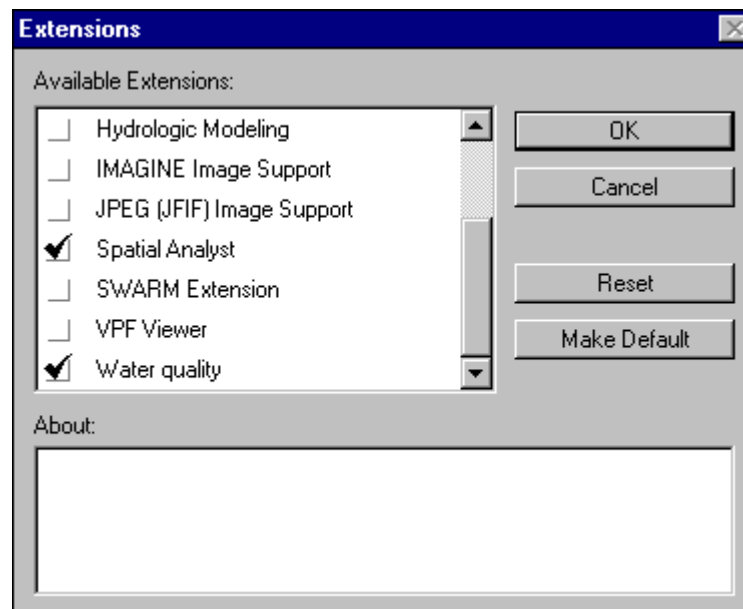 Extensions
Available Extensions:
Hydrologic Modeling
IMAGINE Image Support
JPEG (JFIF) Image Support
Spatial Analyst
SWARM Extension
VPF Viewer
Water quality
OK
Cancel
Reset
Make Default
About: